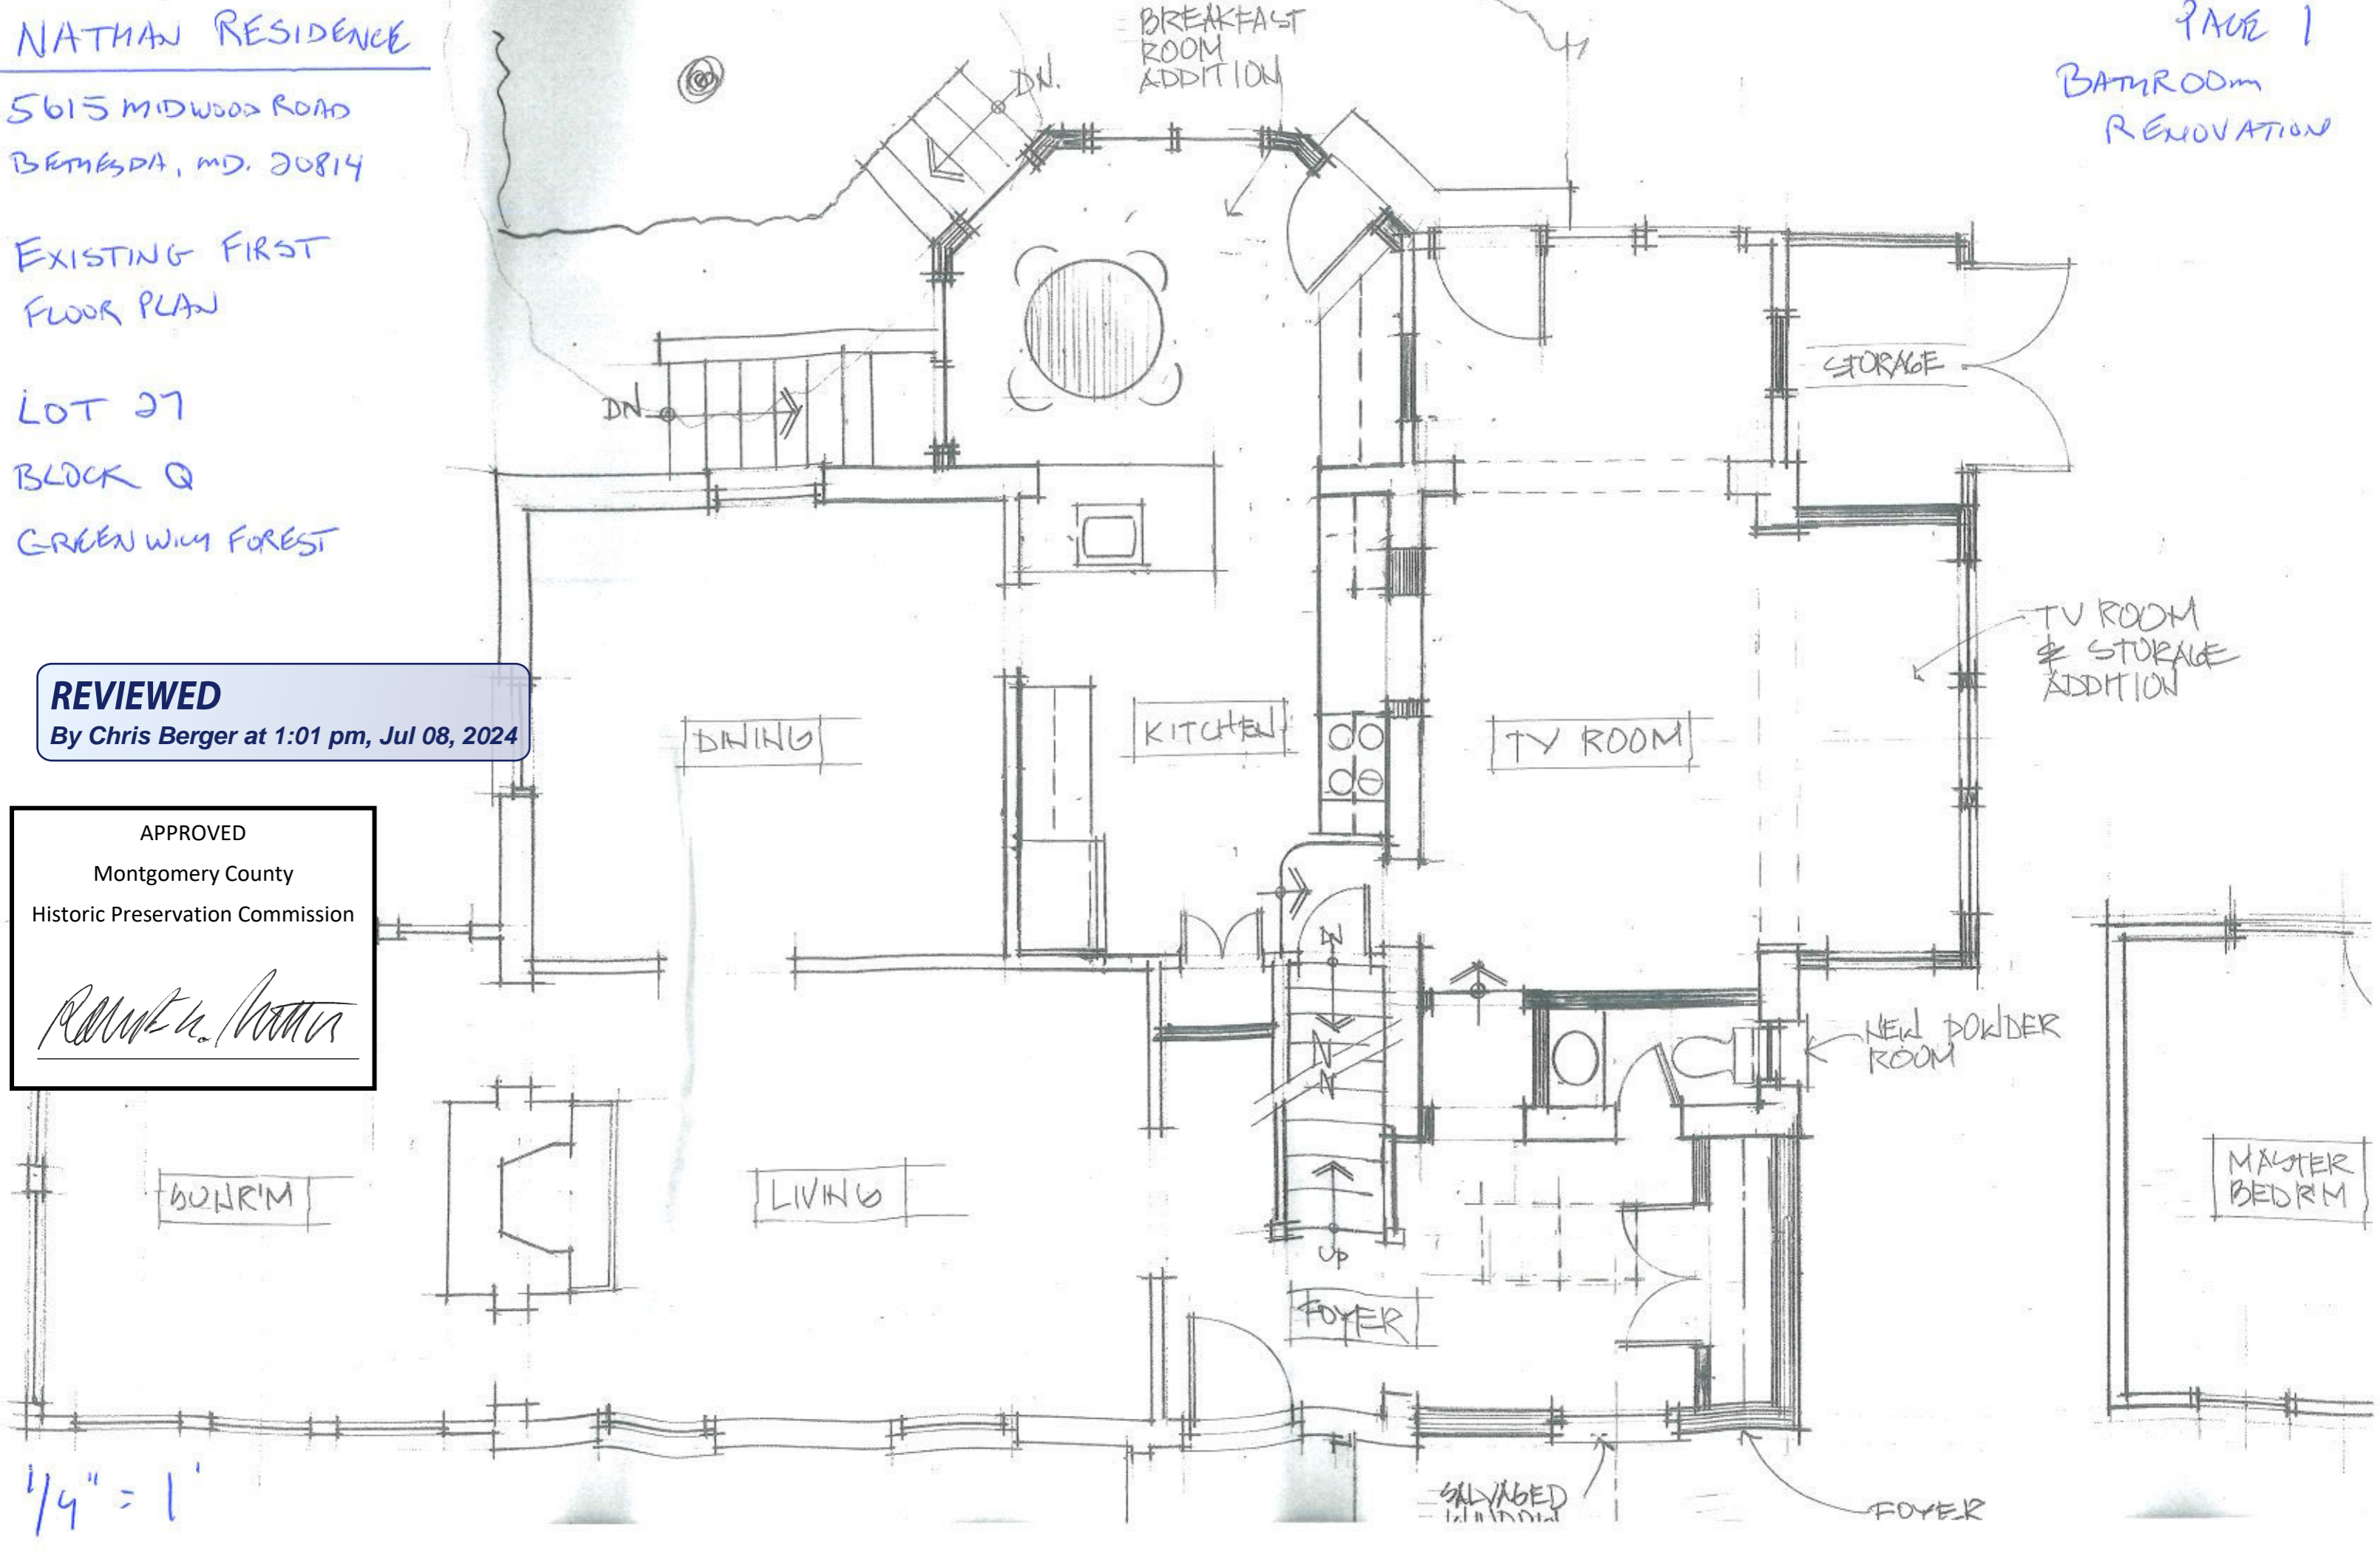 NATHAN RESIDENCE
5615 MIDWOOD ROAD
BETHESDA, MD. 20814
EXISTING FIRST
FLOOR PLAN
LOT 27
BLOCK Q
GREENWICH FOREST
PAGE 1
BATHROOM
RENOVATION
BREAKFAST
ROOM
ADDITION
DN.
DN
STORAGE
TV ROOM
& STORAGE
ADDITION
REVIEWED
By Chris Berger at 1:01 pm, Jul 08, 2024
DINING
KITCHEN
TV ROOM
APPROVED
Montgomery County
Historic Preservation Commission
DN
NEW POWDER
ROOM
SUNR'M
LIVING
MASTER
BEDR'M
UP
FOYER
SALVAGED
WINDOW
FOYER
1/4" = 1'